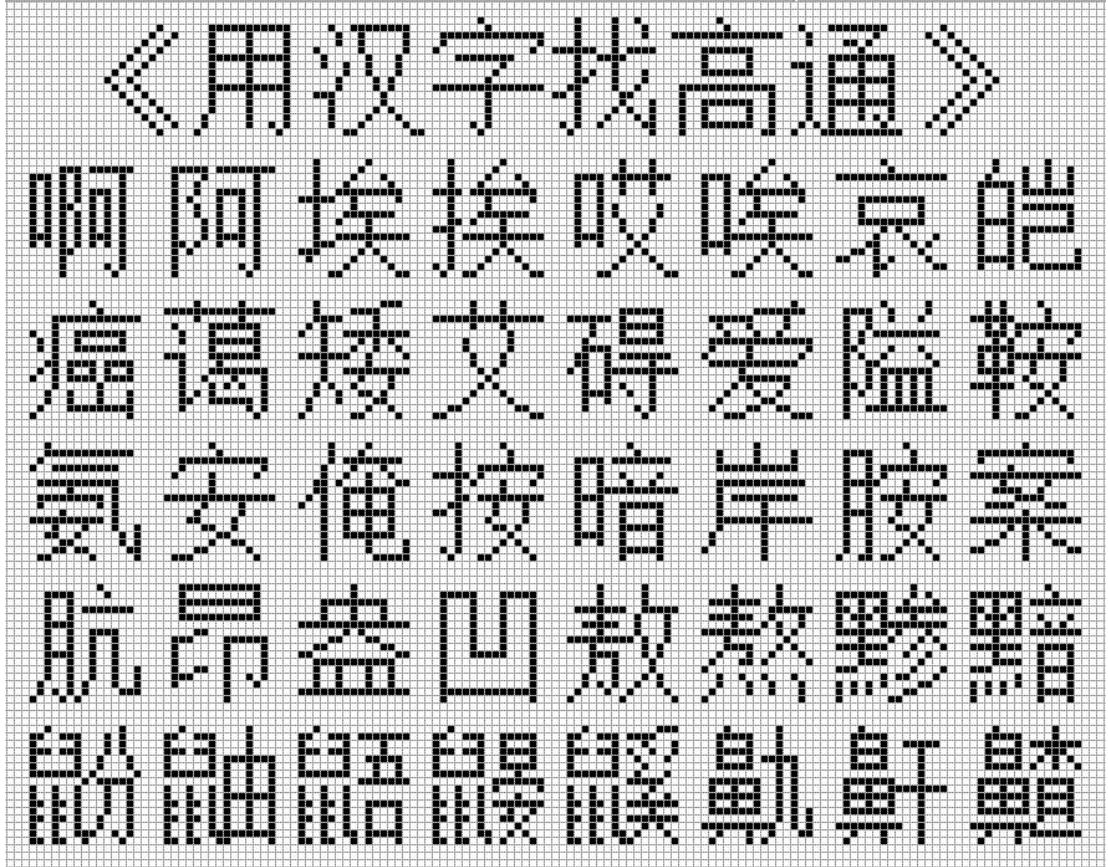 《用汉字找高通》
啊阿埃挨哎唉哀皑
癌蔼矮艾碍爱隘鞍
氨安俺按暗岸胺案
肮昂盎凹敖熬黪黯
鼢鼬鼯鼹鼷鼽鼾齄